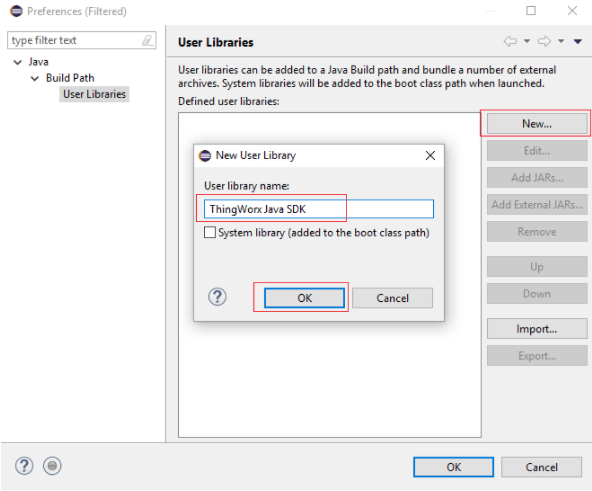 Preferences (Filtered)
type filter text
Java
Build Path
User Libraries
User Libraries
User libraries can be added to a Java Build path and bundle a number of external
archives. System libraries will be added to the boot class path when launched.
Defined user libraries:
New...
Edit...
Add JARs...
Add External JARs...
Remove
Up
Down
Import...
Export...
New User Library
User library name:
ThingWorx Java SDK
System library (added to the boot class path)
?
OK
Cancel
?
OK
Cancel